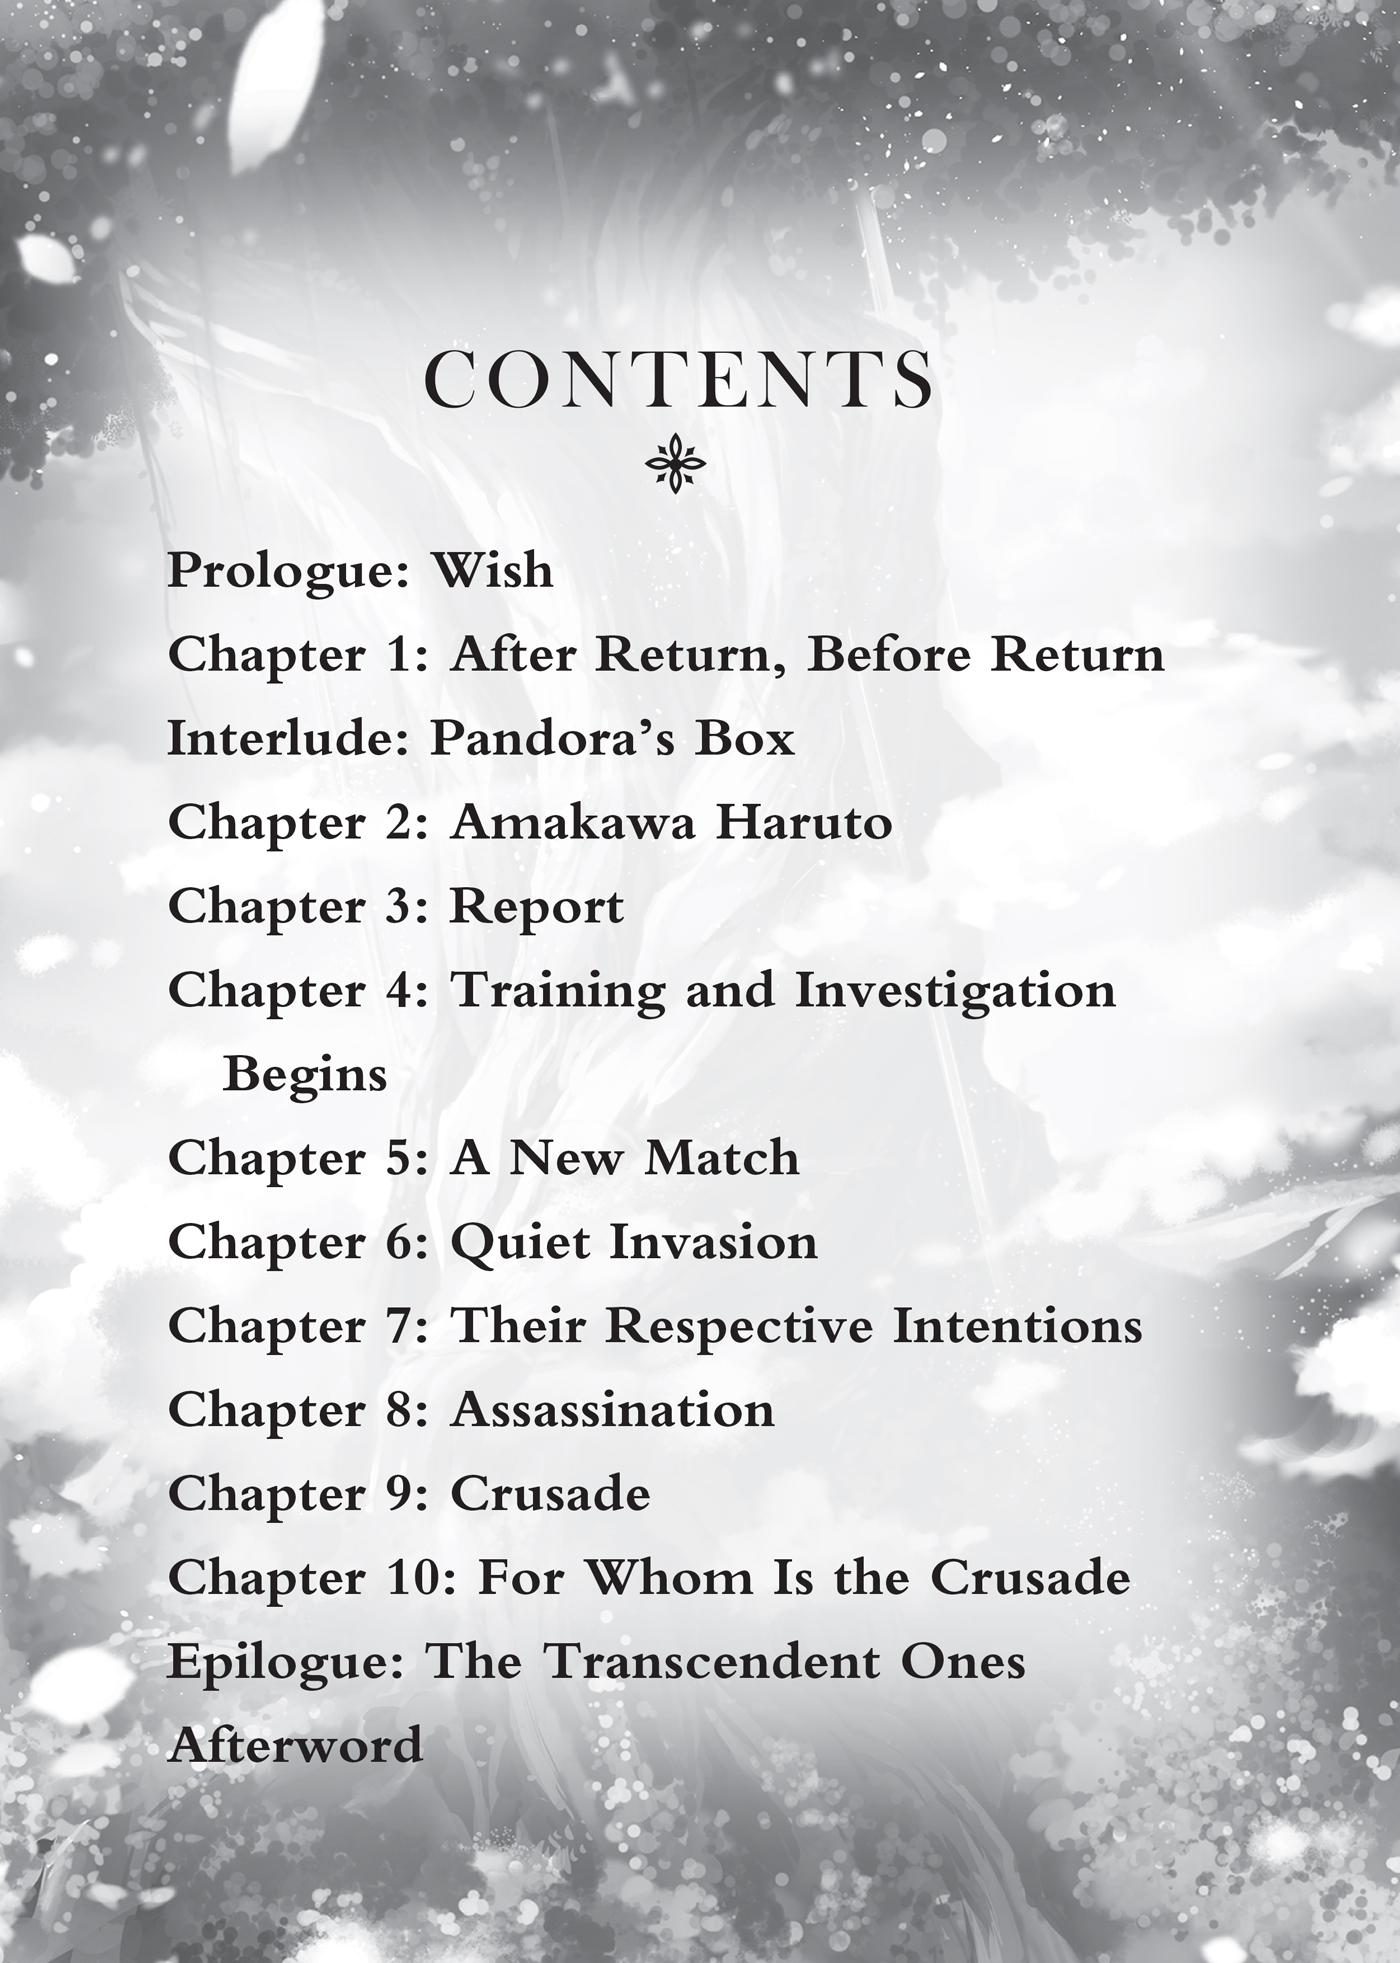 CONTENTS
Prologue: Wish
Chapter 1: After Return, Before Return
Interlude: Pandora’s Box
Chapter 2: Amakawa Haruto
Chapter 3: Report
Chapter 4: Training and Investigation
Begins
Chapter 5: A New Match
Chapter 6: Quiet Invasion
Chapter 7: Their Respective Intentions
Chapter 8: Assassination
Chapter 9: Crusade
Chapter 10: For Whom Is the Crusade
Epilogue: The Transcendent Ones
Afterword